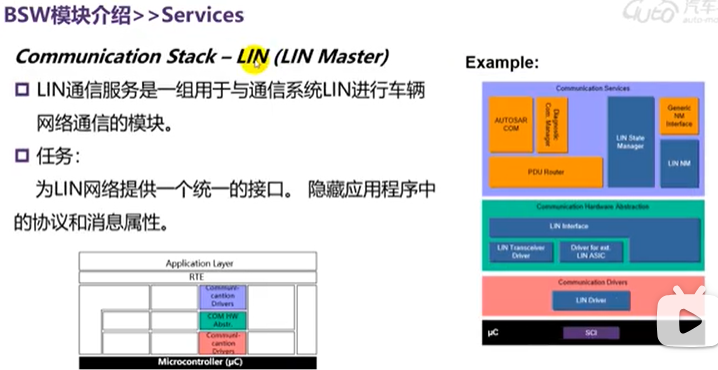 BSW模块介绍>>Services
汽车
Communication Stack – LIN (LIN Master)
LIN通信服务是一组用于与通信系统LIN进行车辆
网络通信的模块。
任务：
为LIN网络提供一个统一的接口。 隐藏应用程序中
的协议和消息属性。
Application Layer
RTE
Communi-
cantion
Drivers
COM HW
Abstr.
Communi-
cantion
Drivers
Microcontroller (μC)
Example:
Communication Services
AUTOSAR
COM
Diagnostic
Com. Manager
LIN State
Manager
Generic
NM
Interface
LIN NM
PDU Router
Communication Hardware Abstraction
LIN Interface
LIN Transceiver
Driver
Driver for ext.
LIN ASIC
Communication Drivers
LIN Driver
μC
SCI